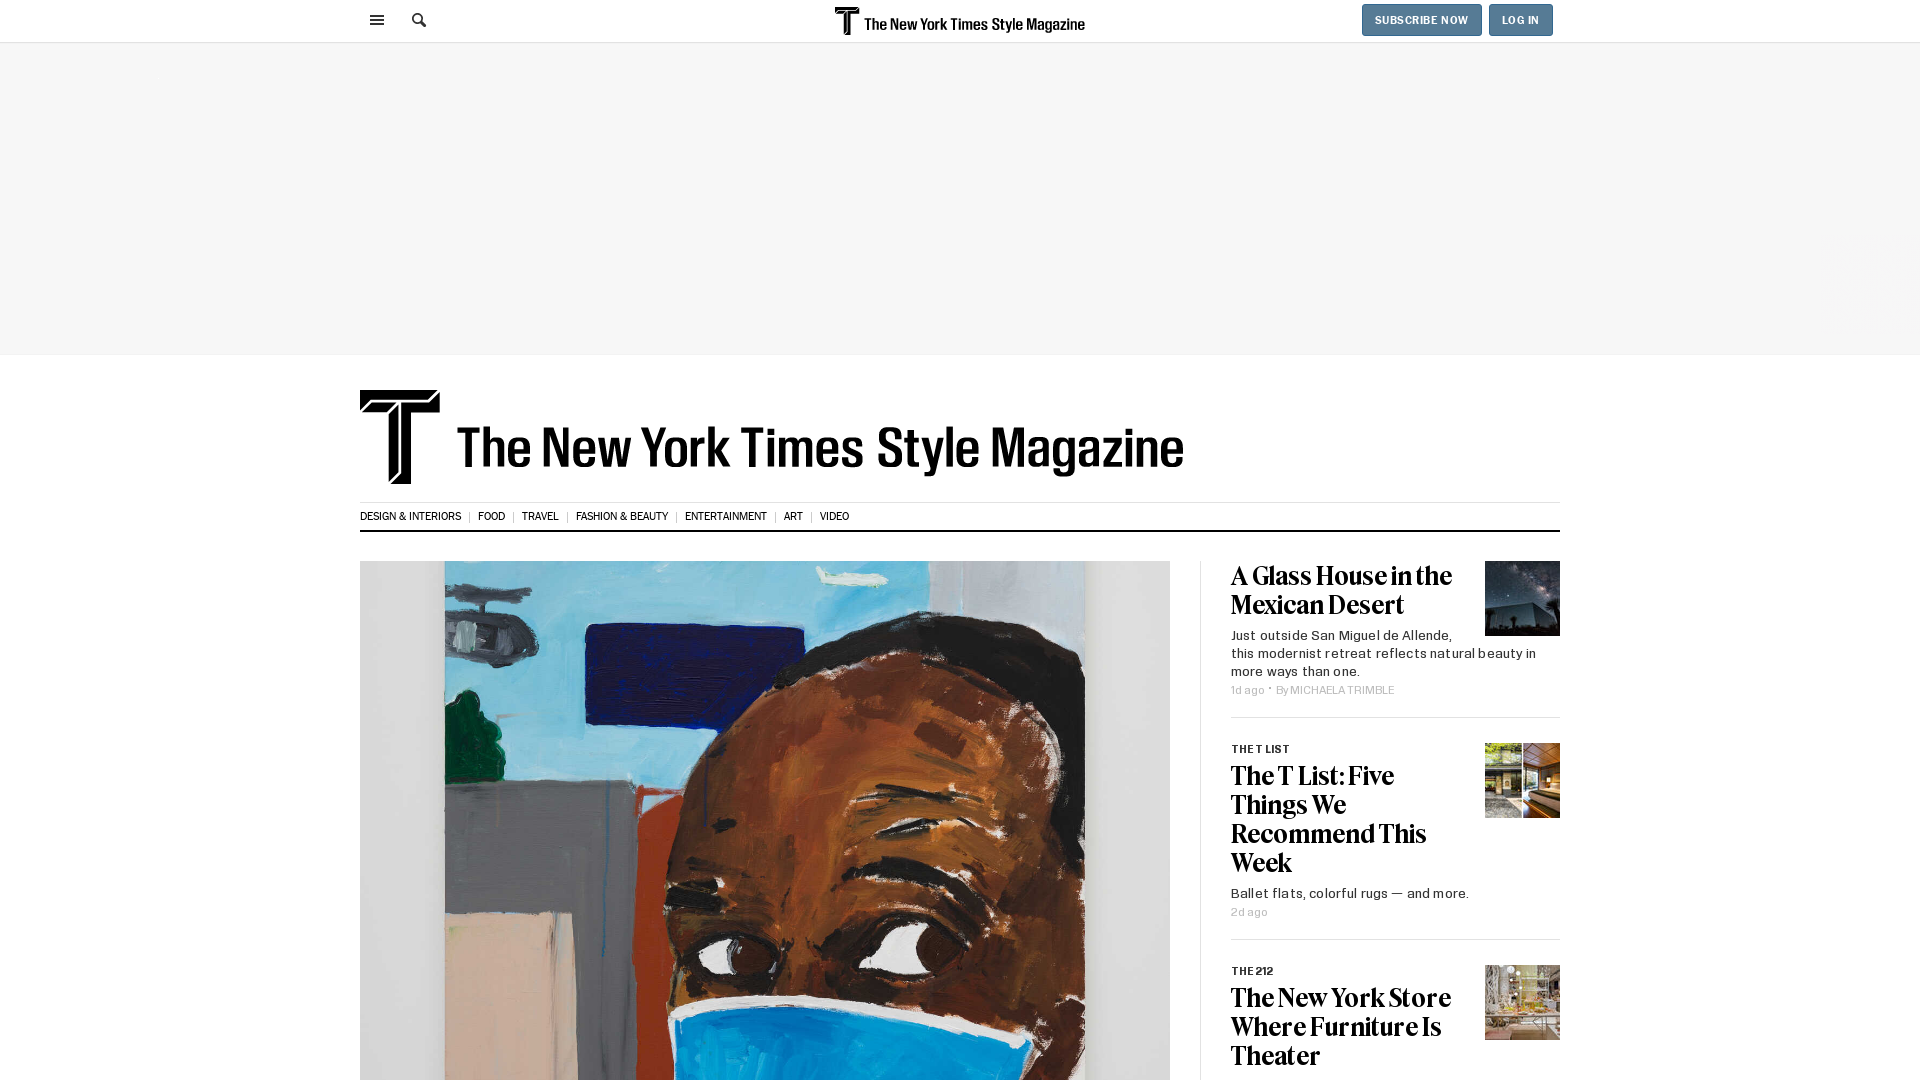 The New York Times Style Magazine
SUBSCRIBE NOW
LOG IN
The New York Times Style Magazine
DESIGN & INTERIORS
FOOD
TRAVEL
FASHION & BEAUTY
ENTERTAINMENT
ART
VIDEO
A Glass House in the
Mexican Desert
Just outside San Miguel de Allende,
this modernist retreat reflects natural beauty in
more ways than one.
1d ago · By MICHAELA TRIMBLE
THE T LIST
The T List: Five
Things We
Recommend This
Week
Ballet flats, colorful rugs — and more.
2d ago
THE 212
The New York Store
Where Furniture Is
Theater